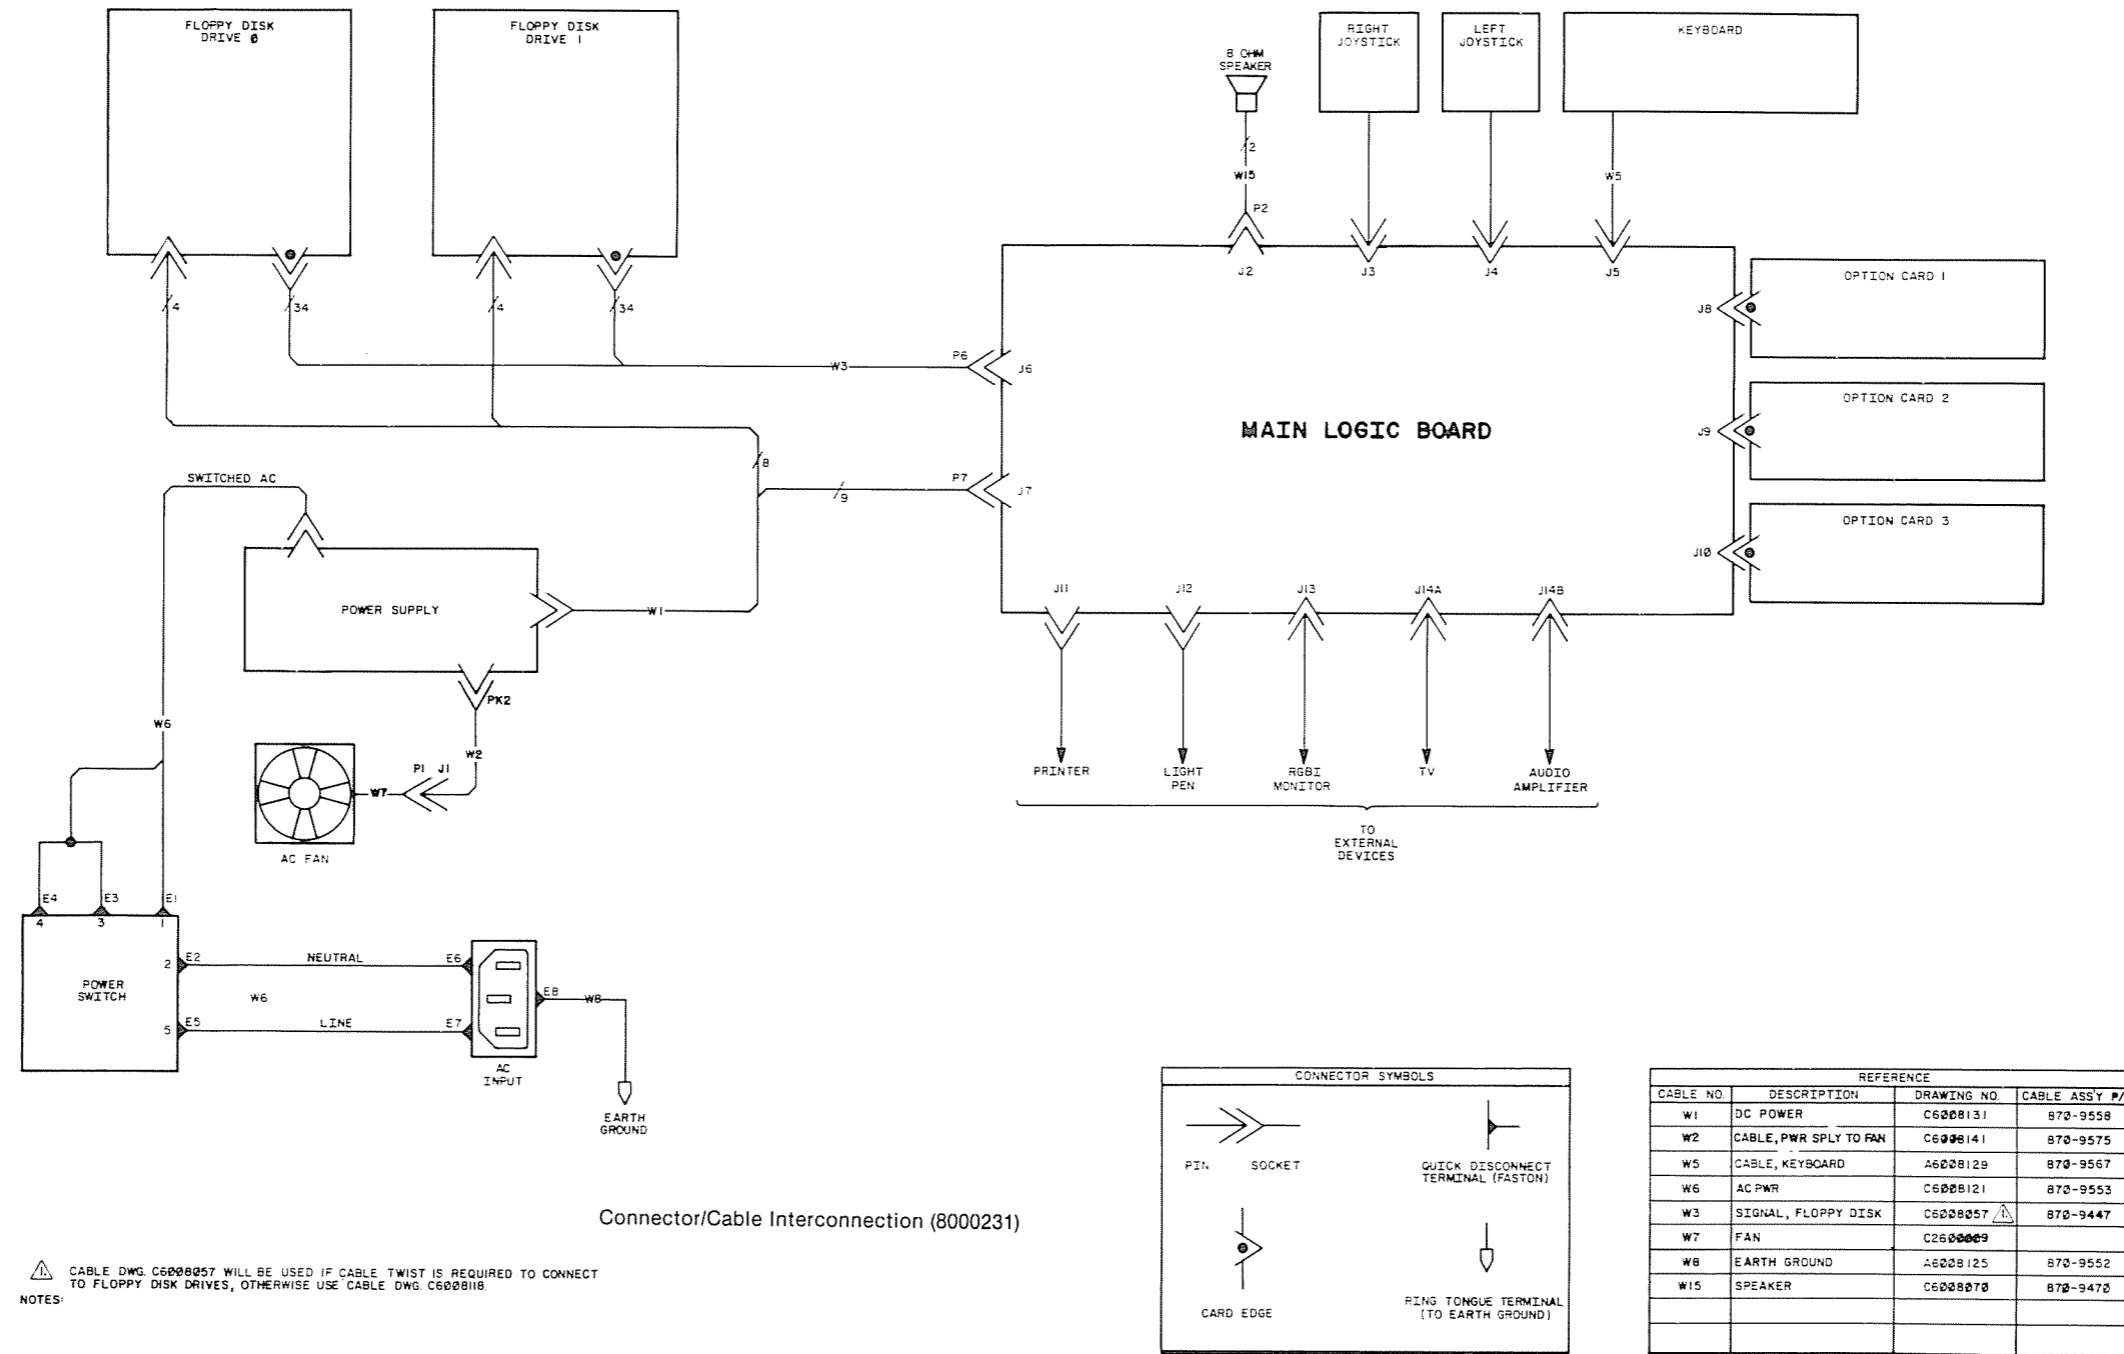 FLOPPY DISK
DRIVE 0
FLOPPY DISK
DRIVE 1
8 OHM
SPEAKER
RIGHT
JOYSTICK
LEFT
JOYSTICK
KEYBOARD
2
W15
W5
P2
J2
J3
J4
J5
4
34
4
34
W3
P6
J6
8
9
P7
J7
MAIN LOGIC BOARD
J8
OPTION CARD 1
J9
OPTION CARD 2
J10
OPTION CARD 3
J11
J12
J13
J14A
J14B
SWITCHED AC
POWER SUPPLY
W1
PK2
W2
W6
P1
J1
W7
AC FAN
PRINTER
LIGHT
PEN
RGBI
MONITOR
TV
AUDIO
AMPLIFIER
TO
EXTERNAL
DEVICES
E4
E3
E1
4
3
1
POWER
SWITCH
2
E2
NEUTRAL
E6
W6
5
E5
LINE
E7
E8
W8
AC
INPUT
EARTH
GROUND
CONNECTOR SYMBOLS
PIN
SOCKET
QUICK DISCONNECT
TERMINAL (FASTON)
CARD EDGE
RING TONGUE TERMINAL
(TO EARTH GROUND)
REFERENCE
CABLE NO. DESCRIPTION DRAWING NO. CABLE ASS'Y P/
W1 DC POWER C6008131 870-9558
W2 CABLE, PWR SPLY TO FAN C6008141 870-9575
W5 CABLE, KEYBOARD A6008129 870-9567
W6 AC PWR C6008121 870-9553
W3 SIGNAL, FLOPPY DISK C6008057 1. 870-9447
W7 FAN C2600009
W8 EARTH GROUND A6008125 870-9552
W15 SPEAKER C6008070 870-9470
Connector/Cable Interconnection (8000231)
1. CABLE DWG. C6008057 WILL BE USED IF CABLE TWIST IS REQUIRED TO CONNECT
TO FLOPPY DISK DRIVES, OTHERWISE USE CABLE DWG. C6008118.
NOTES: